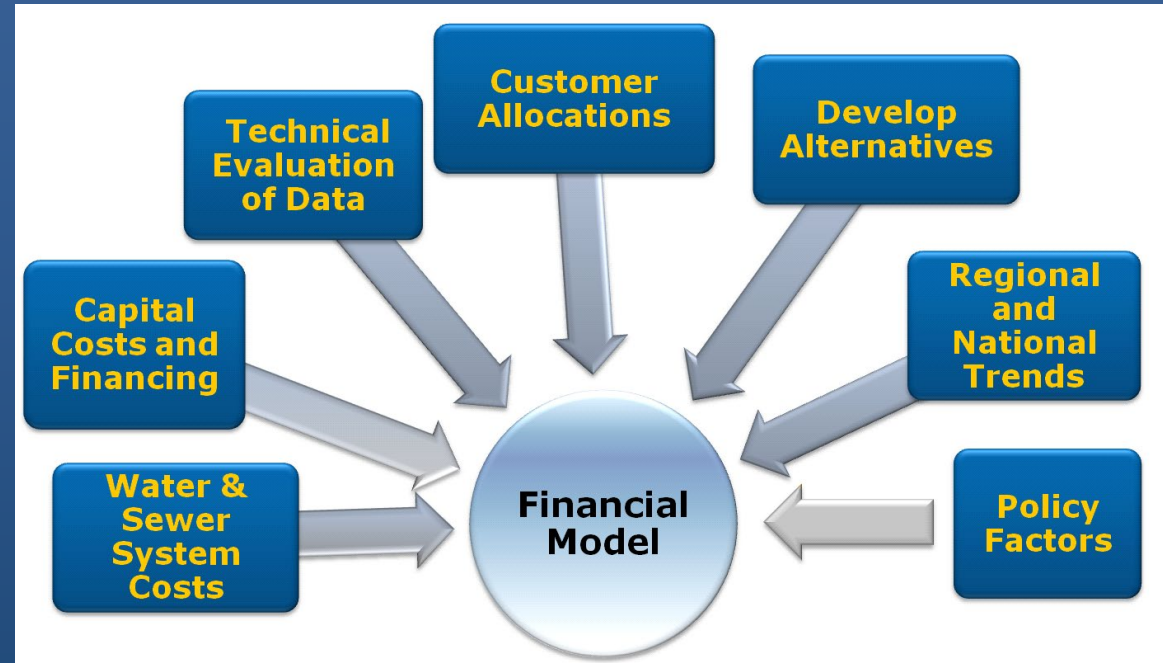 Customer
Allocations
Develop
Alternatives
Technical
Evaluation
of Data
Regional
and
National
Trends
Capital
Costs and
Financing
Water &
Sewer
System
Costs
Financial
Model
Policy
Factors